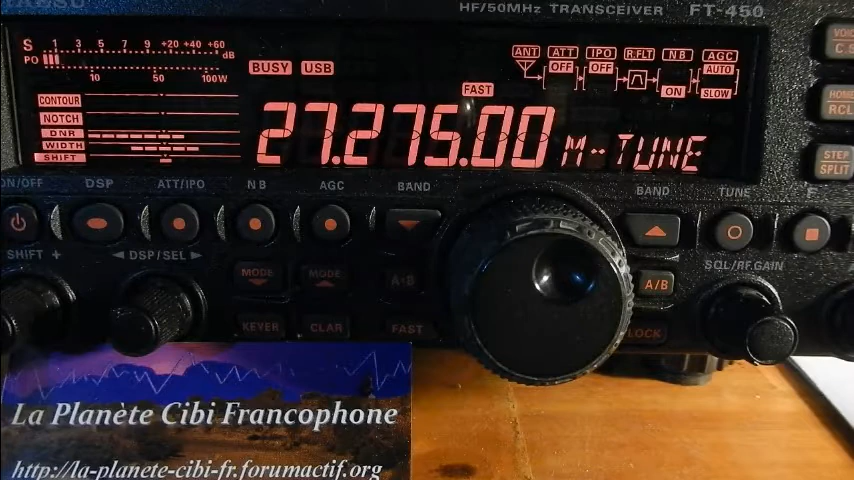 HF/50MHz TRANSCEIVER FT-450
S 1 3 5 7 9 +20 +40 +60 dB
PO 10 50 100W
BUSY USB
ANT ATT IPO R.FLT NB AGC
OFF OFF AUTO
ON SLOW
FAST
CONTOUR
NOTCH
DNR
WIDTH
SHIFT
27.275.00 M-TUNE
HOME
RCL
STEP
SPLIT
ON/OFF DSP ATT/IPO NB AGC BAND BAND TUNE F
SHIFT + DSP/SEL SQL/RF GAIN
MODE MODE A=B A/B
KEYER CLAR FAST LOCK
La Planète Cibi Francophone
http://la-planete-cibi-fr.forumactif.org